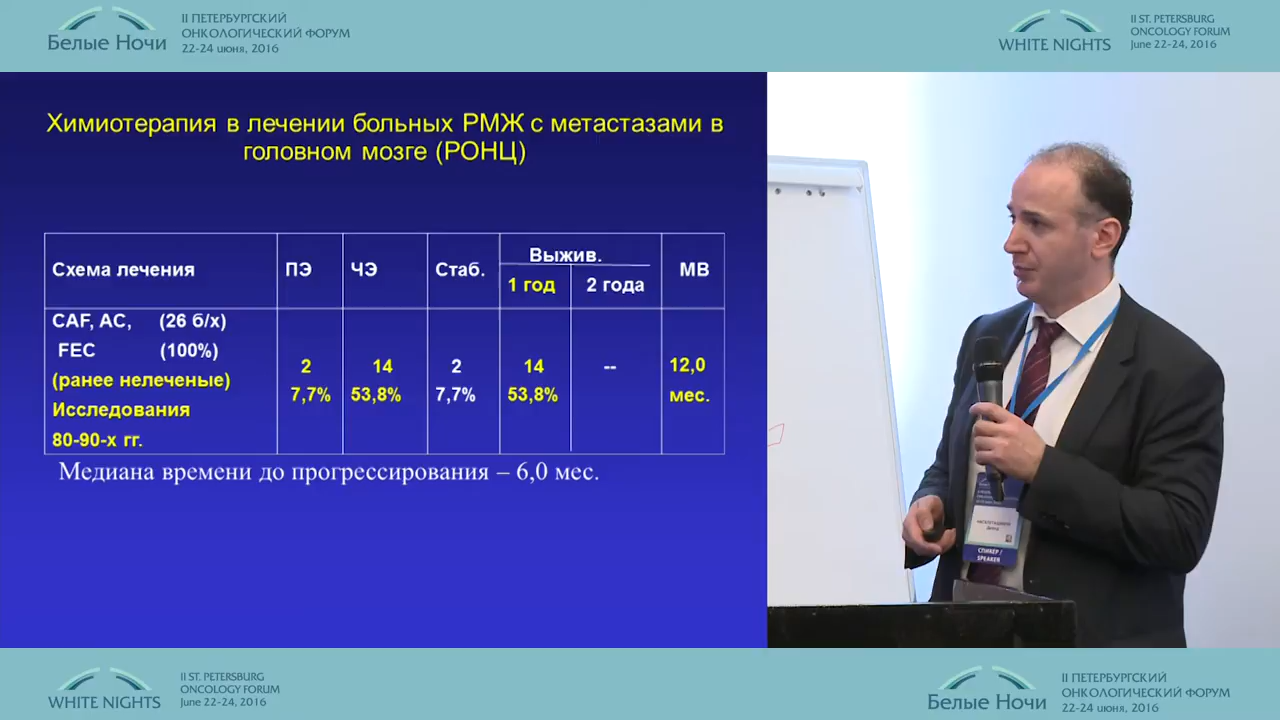 Белые Ночи
II ПЕТЕРБУРГСКИЙ
ОНКОЛОГИЧЕСКИЙ ФОРУМ
22-24 июня, 2016
WHITE NIGHTS
II ST. PETERSBURG
ONCOLOGY FORUM
June 22-24, 2016
Химиотерапия в лечении больных РМЖ с метастазами в
головном мозге (РОНЦ)
Схема лечения ПЭ ЧЭ Стаб. Выжив. МВ
1 год 2 года
CAF, AC, (26 б/х)
FEC (100%)
(ранее нелеченые)
Исследования
80-90-х гг.
2 14 2 14 -- 12,0
7,7% 53,8% 7,7% 53,8% мес.
Медиана времени до прогрессирования – 6,0 мес.
СПИКЕР /
SPEAKER
WHITE NIGHTS
II ST. PETERSBURG
ONCOLOGY FORUM
June 22-24, 2016
Белые Ночи
II ПЕТЕРБУРГСКИЙ
ОНКОЛОГИЧЕСКИЙ ФОРУМ
22-24 июня, 2016